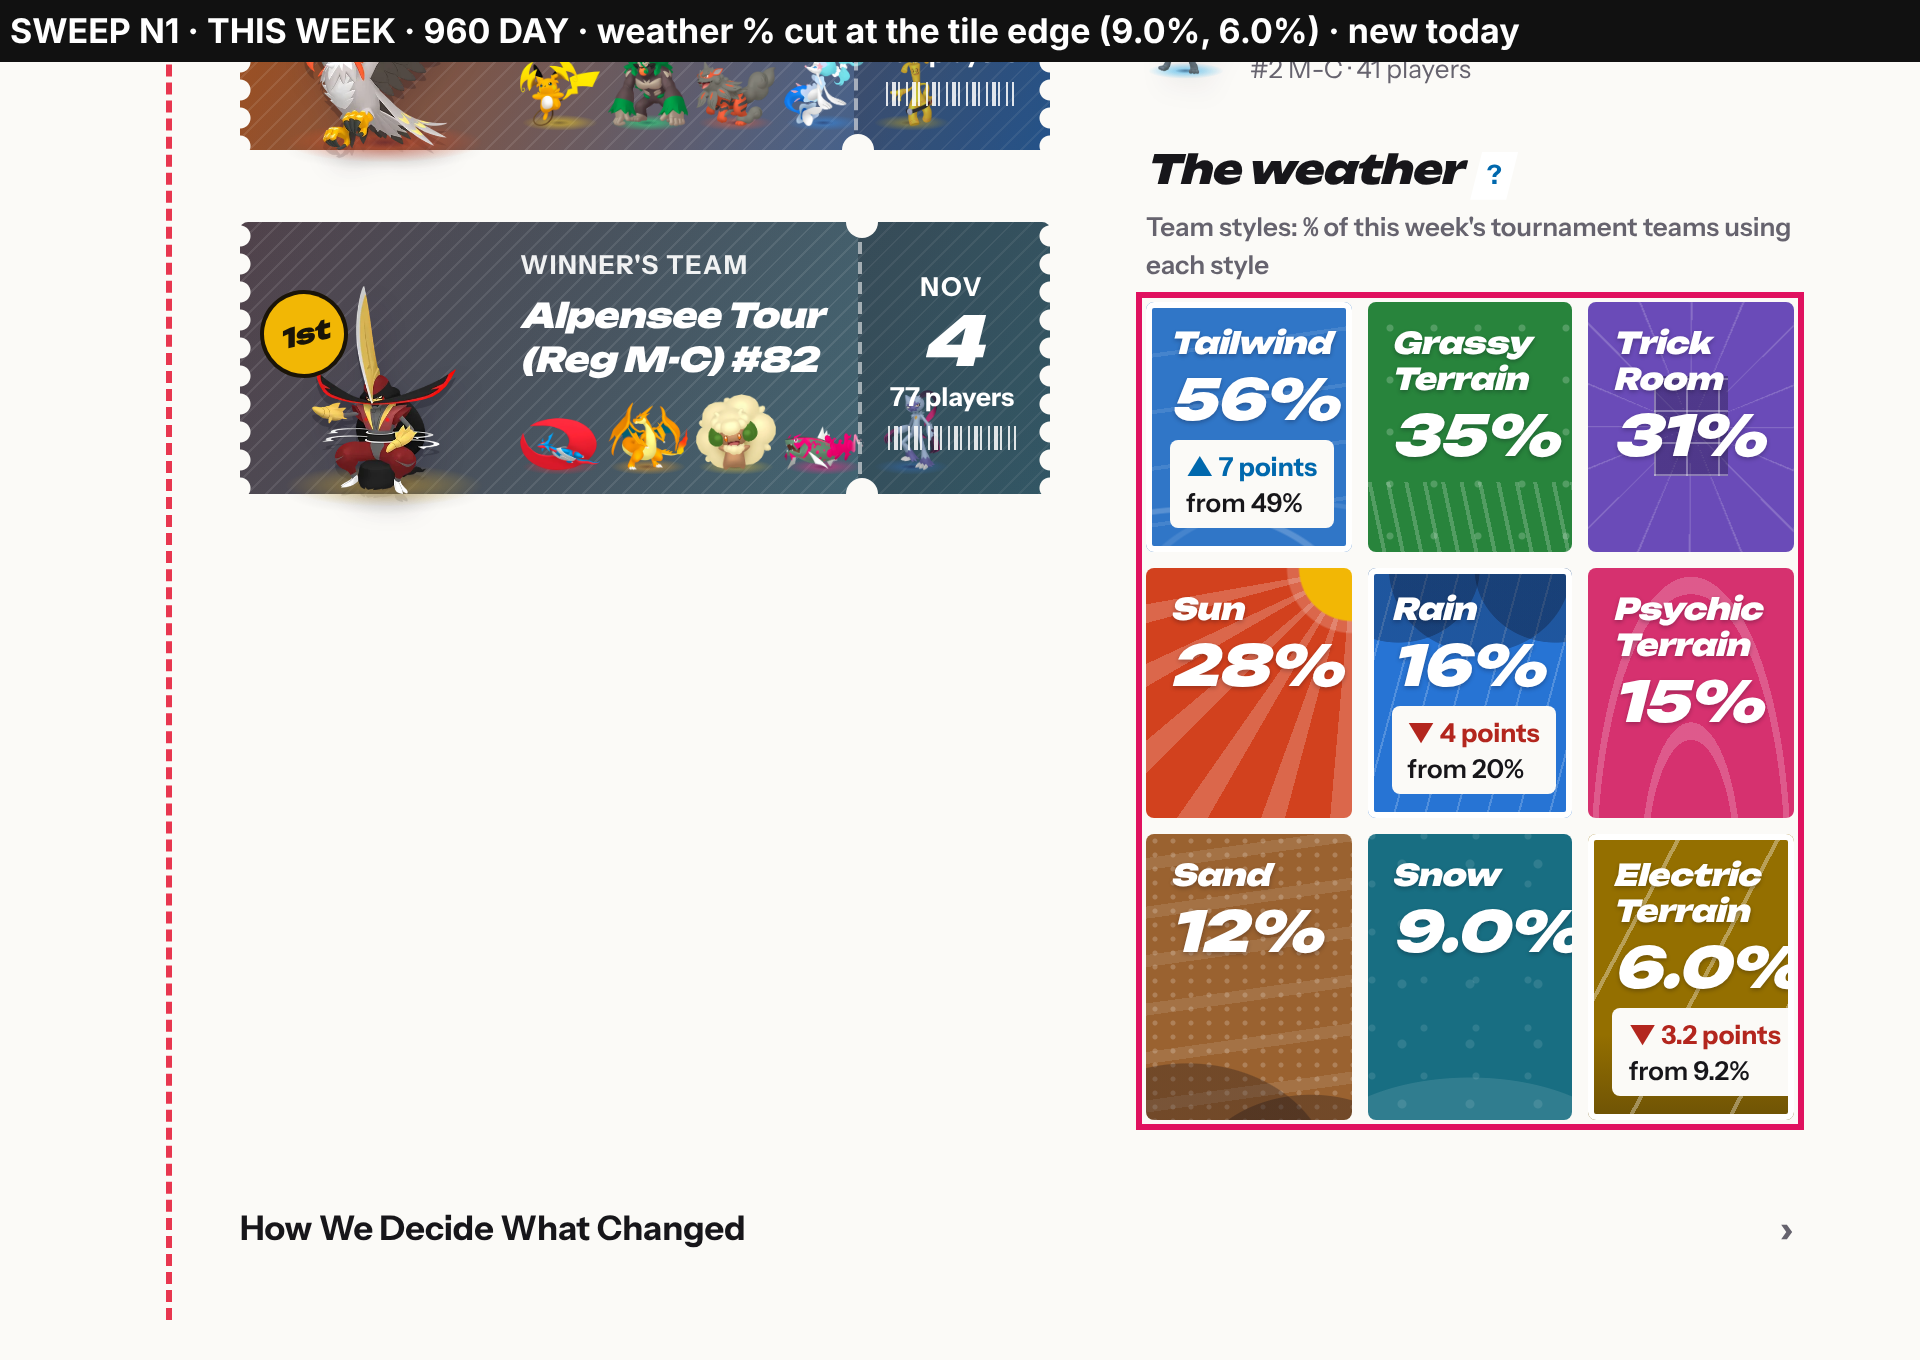 SWEEP N1 · THIS WEEK · 960 DAY · weather % cut at the tile edge (9.0%, 6.0%) · new today
#2 M-C · 41 players
WINNER'S TEAM
1st
Alpensee Tour
(Reg M-C) #82
NOV
4
77 players
The weather ?
Team styles: % of this week's tournament teams using
each style
Tailwind
56%
▲ 7 points
from 49%
Grassy
Terrain
35%
Trick
Room
31%
Sun
28%
Rain
16%
▼ 4 points
from 20%
Psychic
Terrain
15%
Sand
12%
Snow
9.0%
Electric
Terrain
6.0%
▼ 3.2 points
from 9.2%
How We Decide What Changed ›